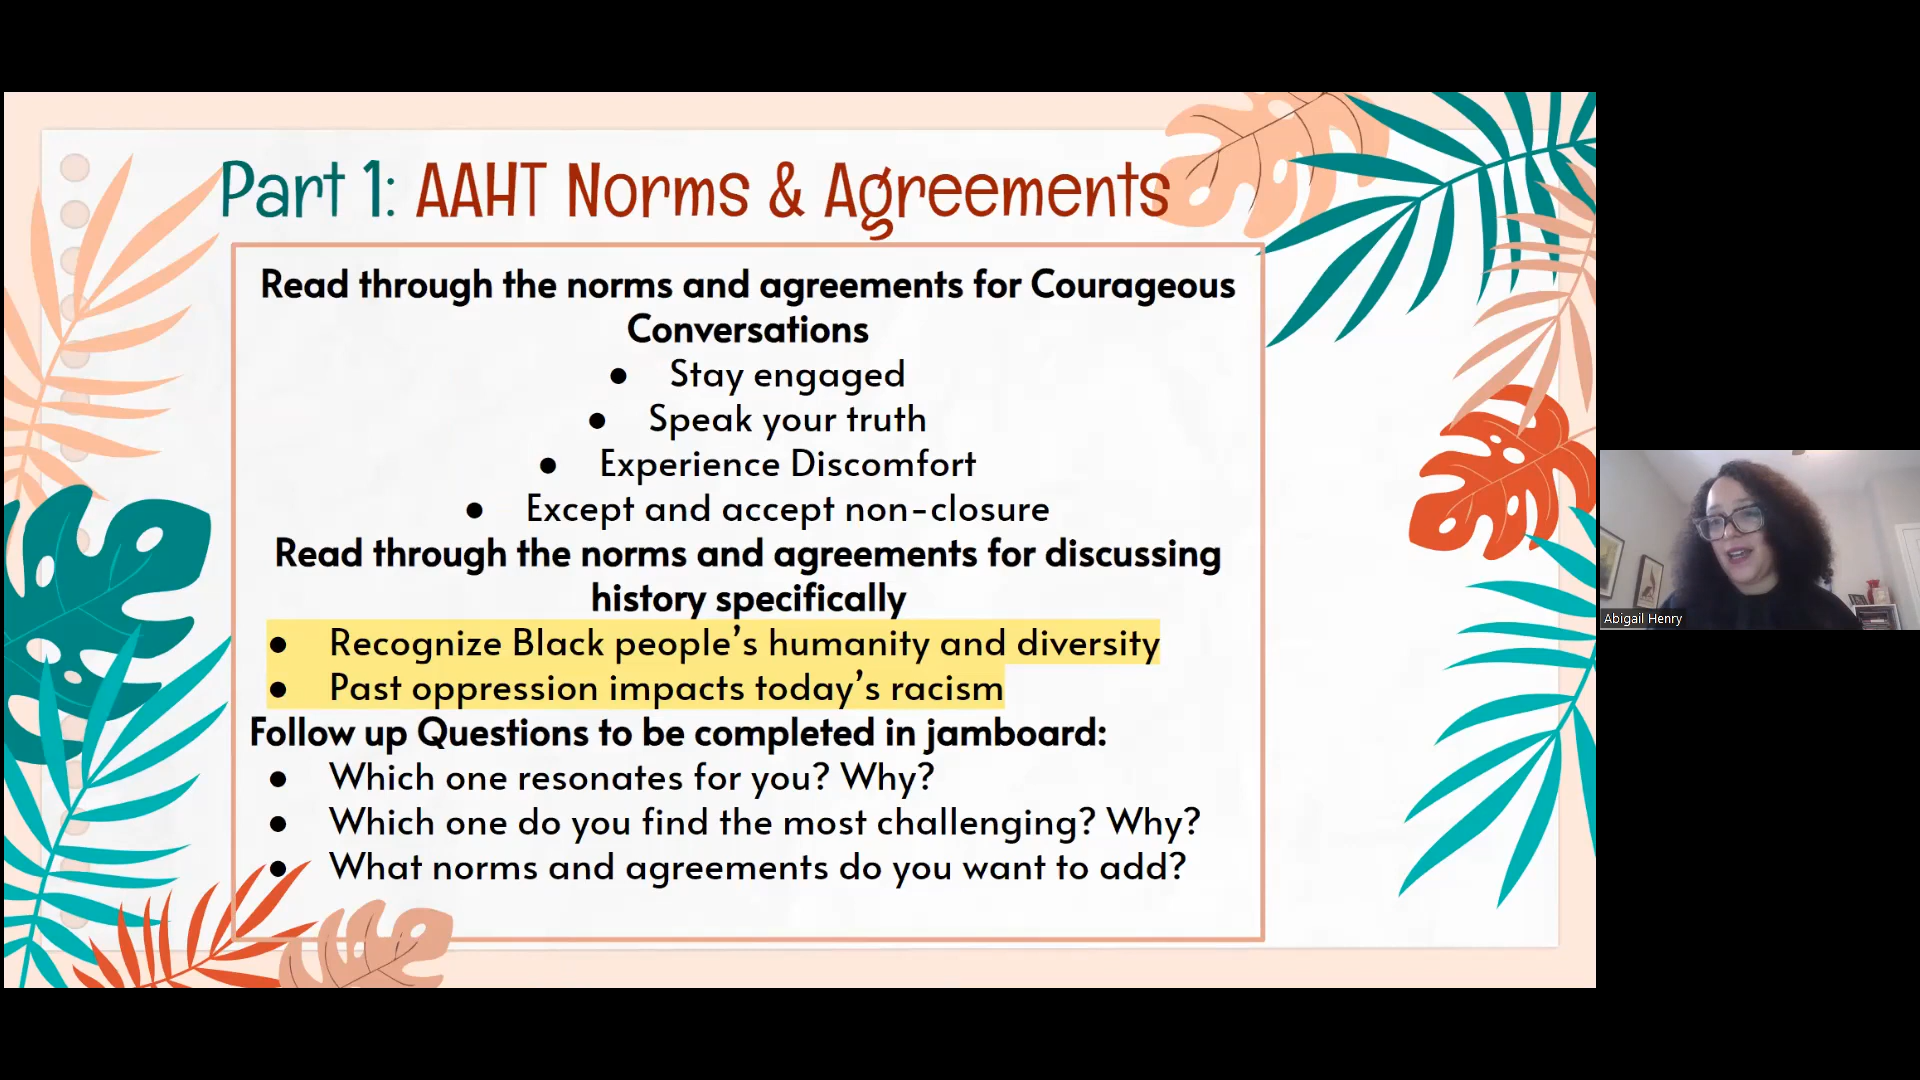 Part 1: AAHT Norms & Agreements
Read through the norms and agreements for Courageous
Conversations
● Stay engaged
● Speak your truth
● Experience Discomfort
● Except and accept non-closure
Read through the norms and agreements for discussing
history specifically
● Recognize Black people’s humanity and diversity
● Past oppression impacts today’s racism
Follow up Questions to be completed in jamboard:
● Which one resonates for you? Why?
● Which one do you find the most challenging? Why?
● What norms and agreements do you want to add?
Abigail Henry